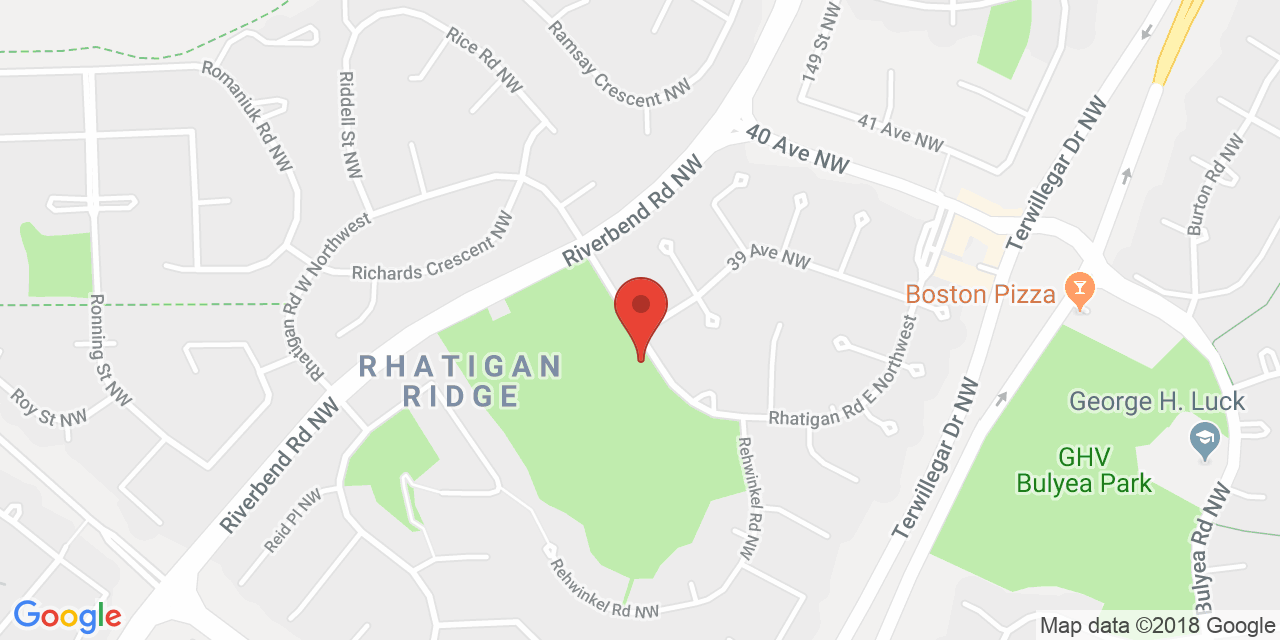 Rice Rd NW
Ramsay Crescent NW
149 St NW
Romaniuk Rd NW
Riddell St NW
41 Ave NW
40 Ave NW
Terwillegar Dr NW
Burton Rd NW
Riverbend Rd NW
Rhatigan Rd W Northwest
Richards Crescent NW
39 Ave NW
Boston Pizza
Ronning St NW
RHATIGAN
RIDGE
Rhatigan Rd E Northwest
Roy St NW
George H. Luck
Terwillegar Dr NW
Riverbend Rd NW
Rehwinkel Rd NW
GHV
Bulyea Park
Reid Pl NW
Bulyea Rd NW
Rehwinkel Rd NW
Google
Map data ©2018 Google